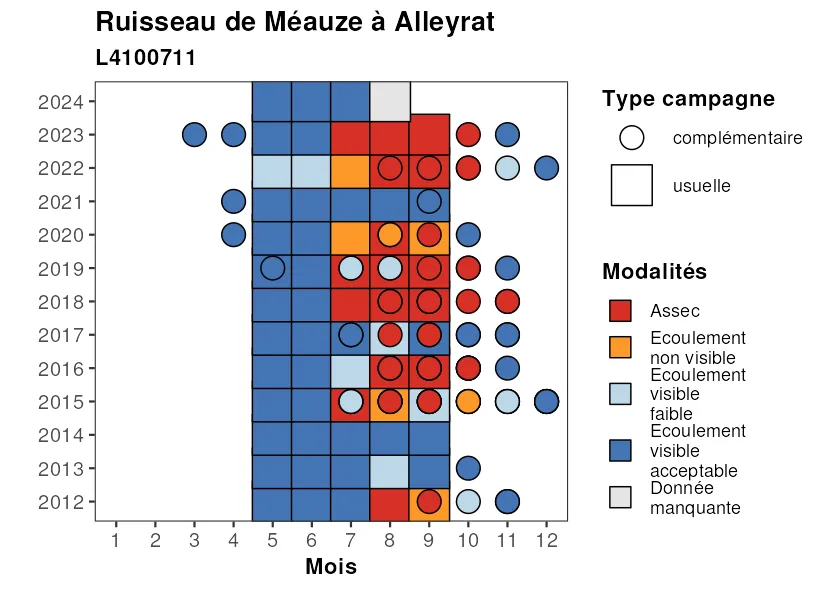 Ruisseau de Méauze à Alleyrat
L4100711
2024
2023
2022
2021
2020
2019
2018
2017
2016
2015
2014
2013
2012
1 2 3 4 5 6 7 8 9 10 11 12
Mois
Type campagne
complémentaire
usuelle
Modalités
Assec
Ecoulement
non visible
Ecoulement
visible
faible
Ecoulement
visible
acceptable
Donnée
manquante